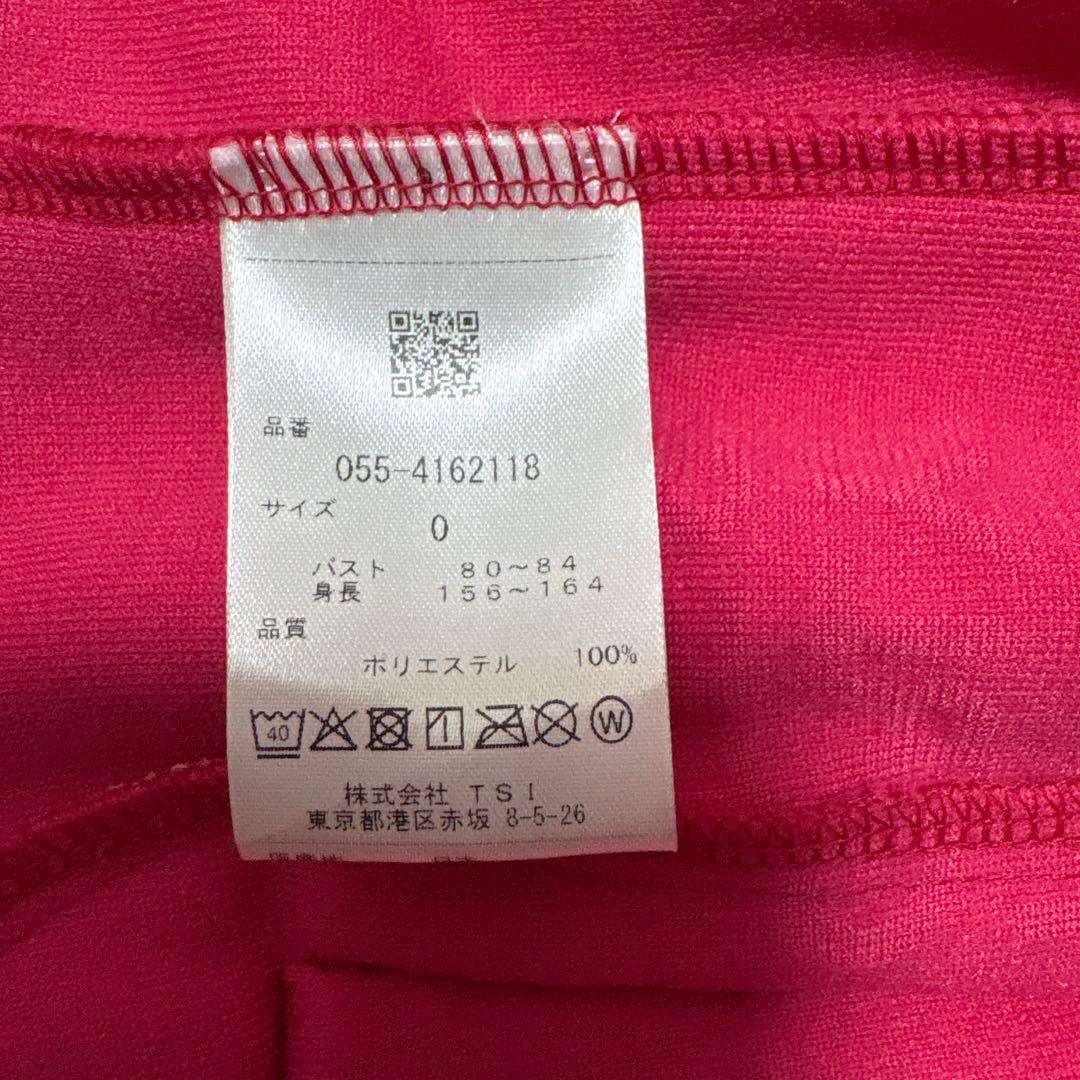 品番
055-4162118
サイズ
0
バスト 80~84
身長 156~164
品質
ポリエステル 100%
40
W
株式会社 TSI
東京都港区赤坂 8-5-26